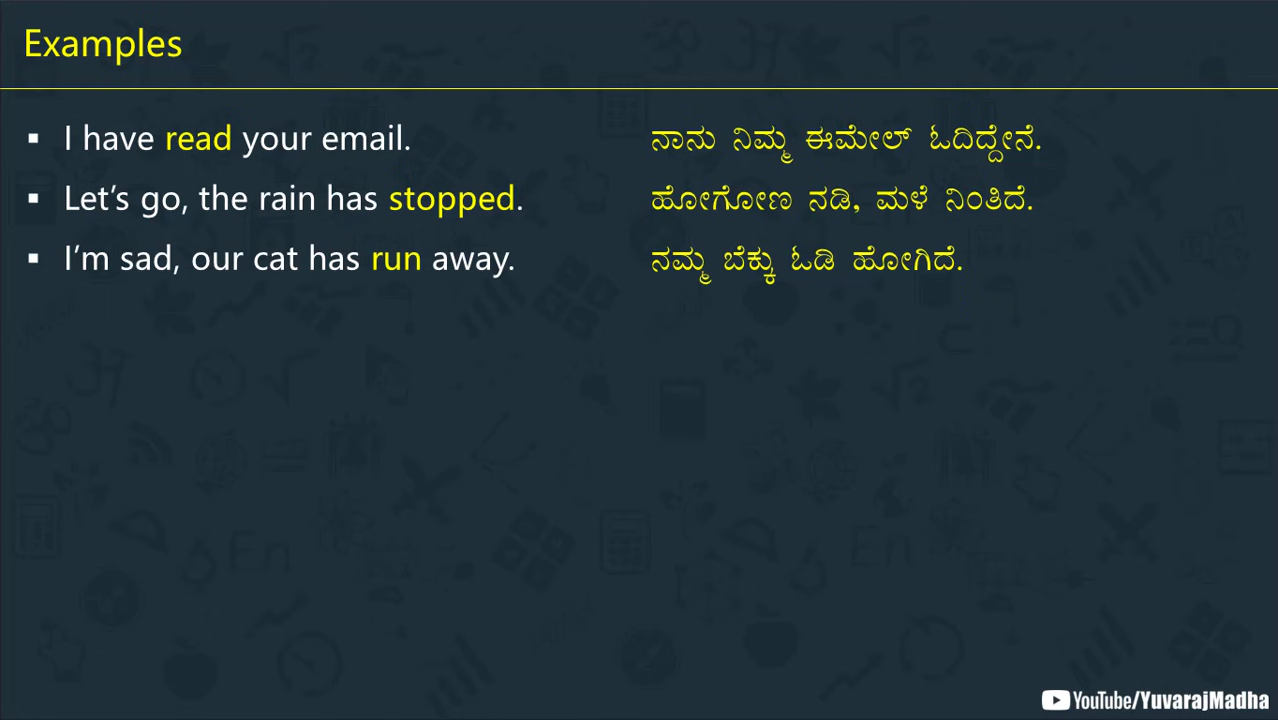 Examples
▪ I have read your email. ನಾನು ನಿಮ್ಮ ಈಮೇಲ್ ಓದಿದ್ದೇನೆ.
▪ Let’s go, the rain has stopped. ಹೋಗೋಣ ನಡಿ, ಮಳೆ ನಿಂತಿದೆ.
▪ I’m sad, our cat has run away. ನಮ್ಮ ಬೆಕ್ಕು ಓಡಿ ಹೋಗಿದೆ.
YouTube/YuvarajMadha